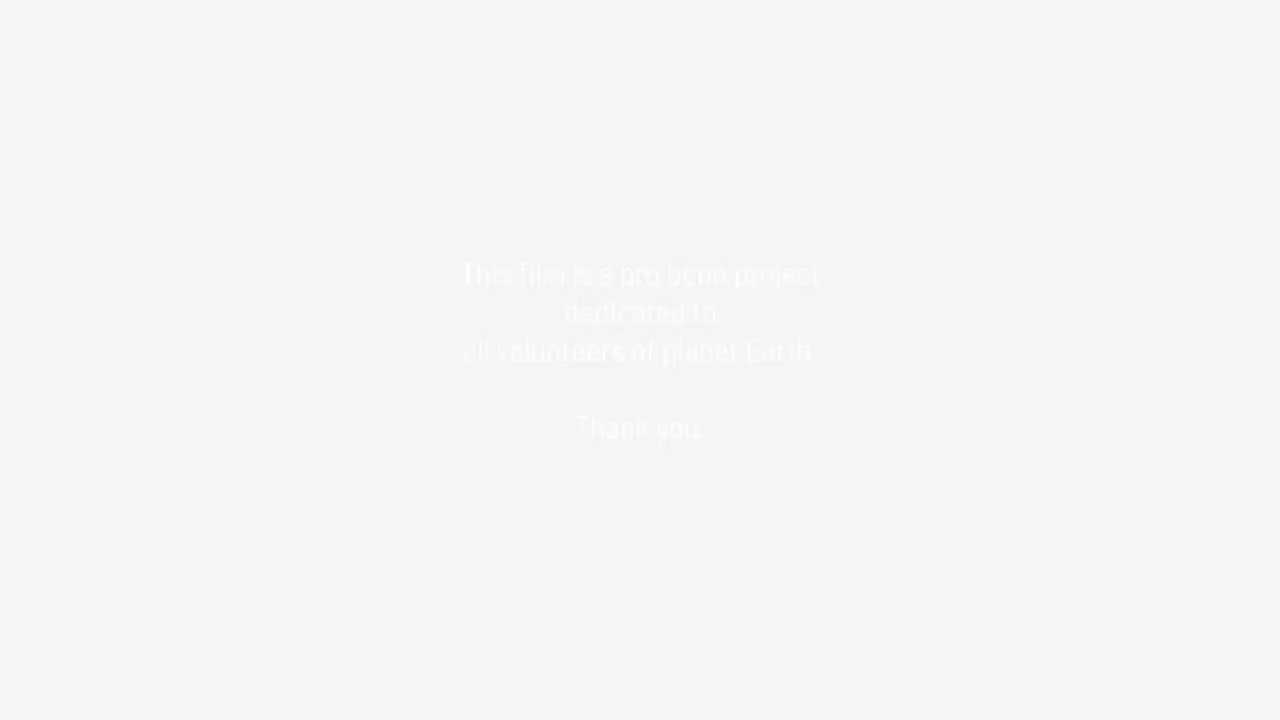 This film is a pro bono project
dedicated to
all volunteers of planet Earth
Thank you.